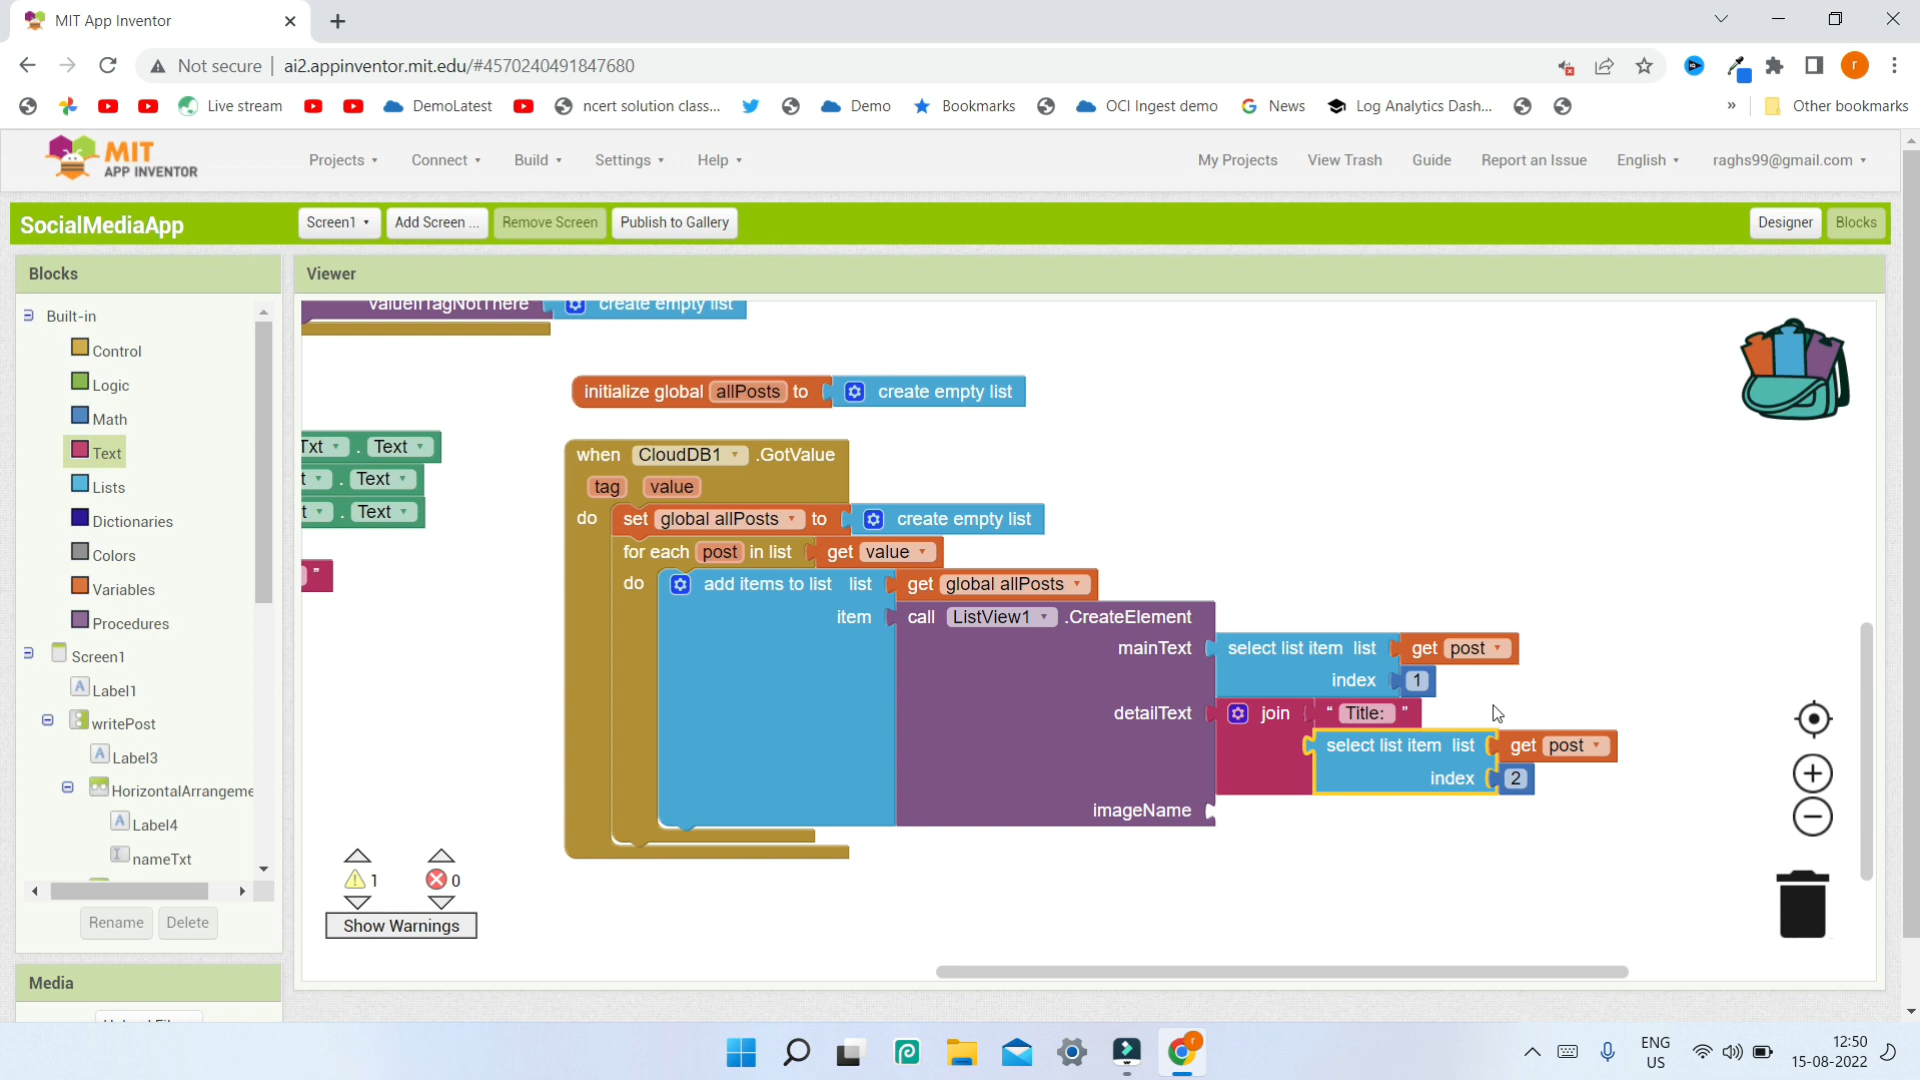 MIT App Inventor
Not secure | ai2.appinventor.mit.edu/#4570240491847680
Live stream DemoLatest ncert solution class... Demo Bookmarks OCI Ingest demo News Log Analytics Dash... » Other bookmarks
MIT
APP INVENTOR
Projects Connect Build Settings Help My Projects View Trash Guide Report an Issue English raghs99@gmail.com
SocialMediaApp Screen1 Add Screen ... Remove Screen Publish to Gallery Designer Blocks
Blocks
Viewer
Built-in
Control
Logic
Math
Text
Lists
Dictionaries
Colors
Variables
Procedures
Screen1
Label1
writePost
Label3
HorizontalArrangeme
Label4
nameTxt
Rename Delete
Media
ValueIfTagNotThere create empty list
initialize global allPosts to create empty list
Txt . Text
t . Text
t . Text
"
when CloudDB1 .GotValue
tag value
do set global allPosts to create empty list
for each post in list get value
do add items to list list get global allPosts
item call ListView1 .CreateElement
mainText select list item list get post
index 1
detailText join " Title: "
select list item list get post
index 2
imageName
1 0
Show Warnings
ENG
US
12:50
15-08-2022